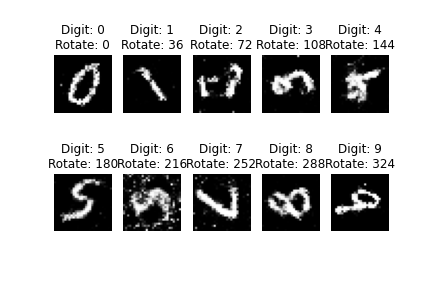 Digit: 0 Digit: 1 Digit: 2 Digit: 3 Digit: 4
Rotate: 0 Rotate: 36 Rotate: 72 Rotate: 108 Rotate: 144
Digit: 5 Digit: 6 Digit: 7 Digit: 8 Digit: 9
Rotate: 180 Rotate: 216 Rotate: 252 Rotate: 288 Rotate: 324